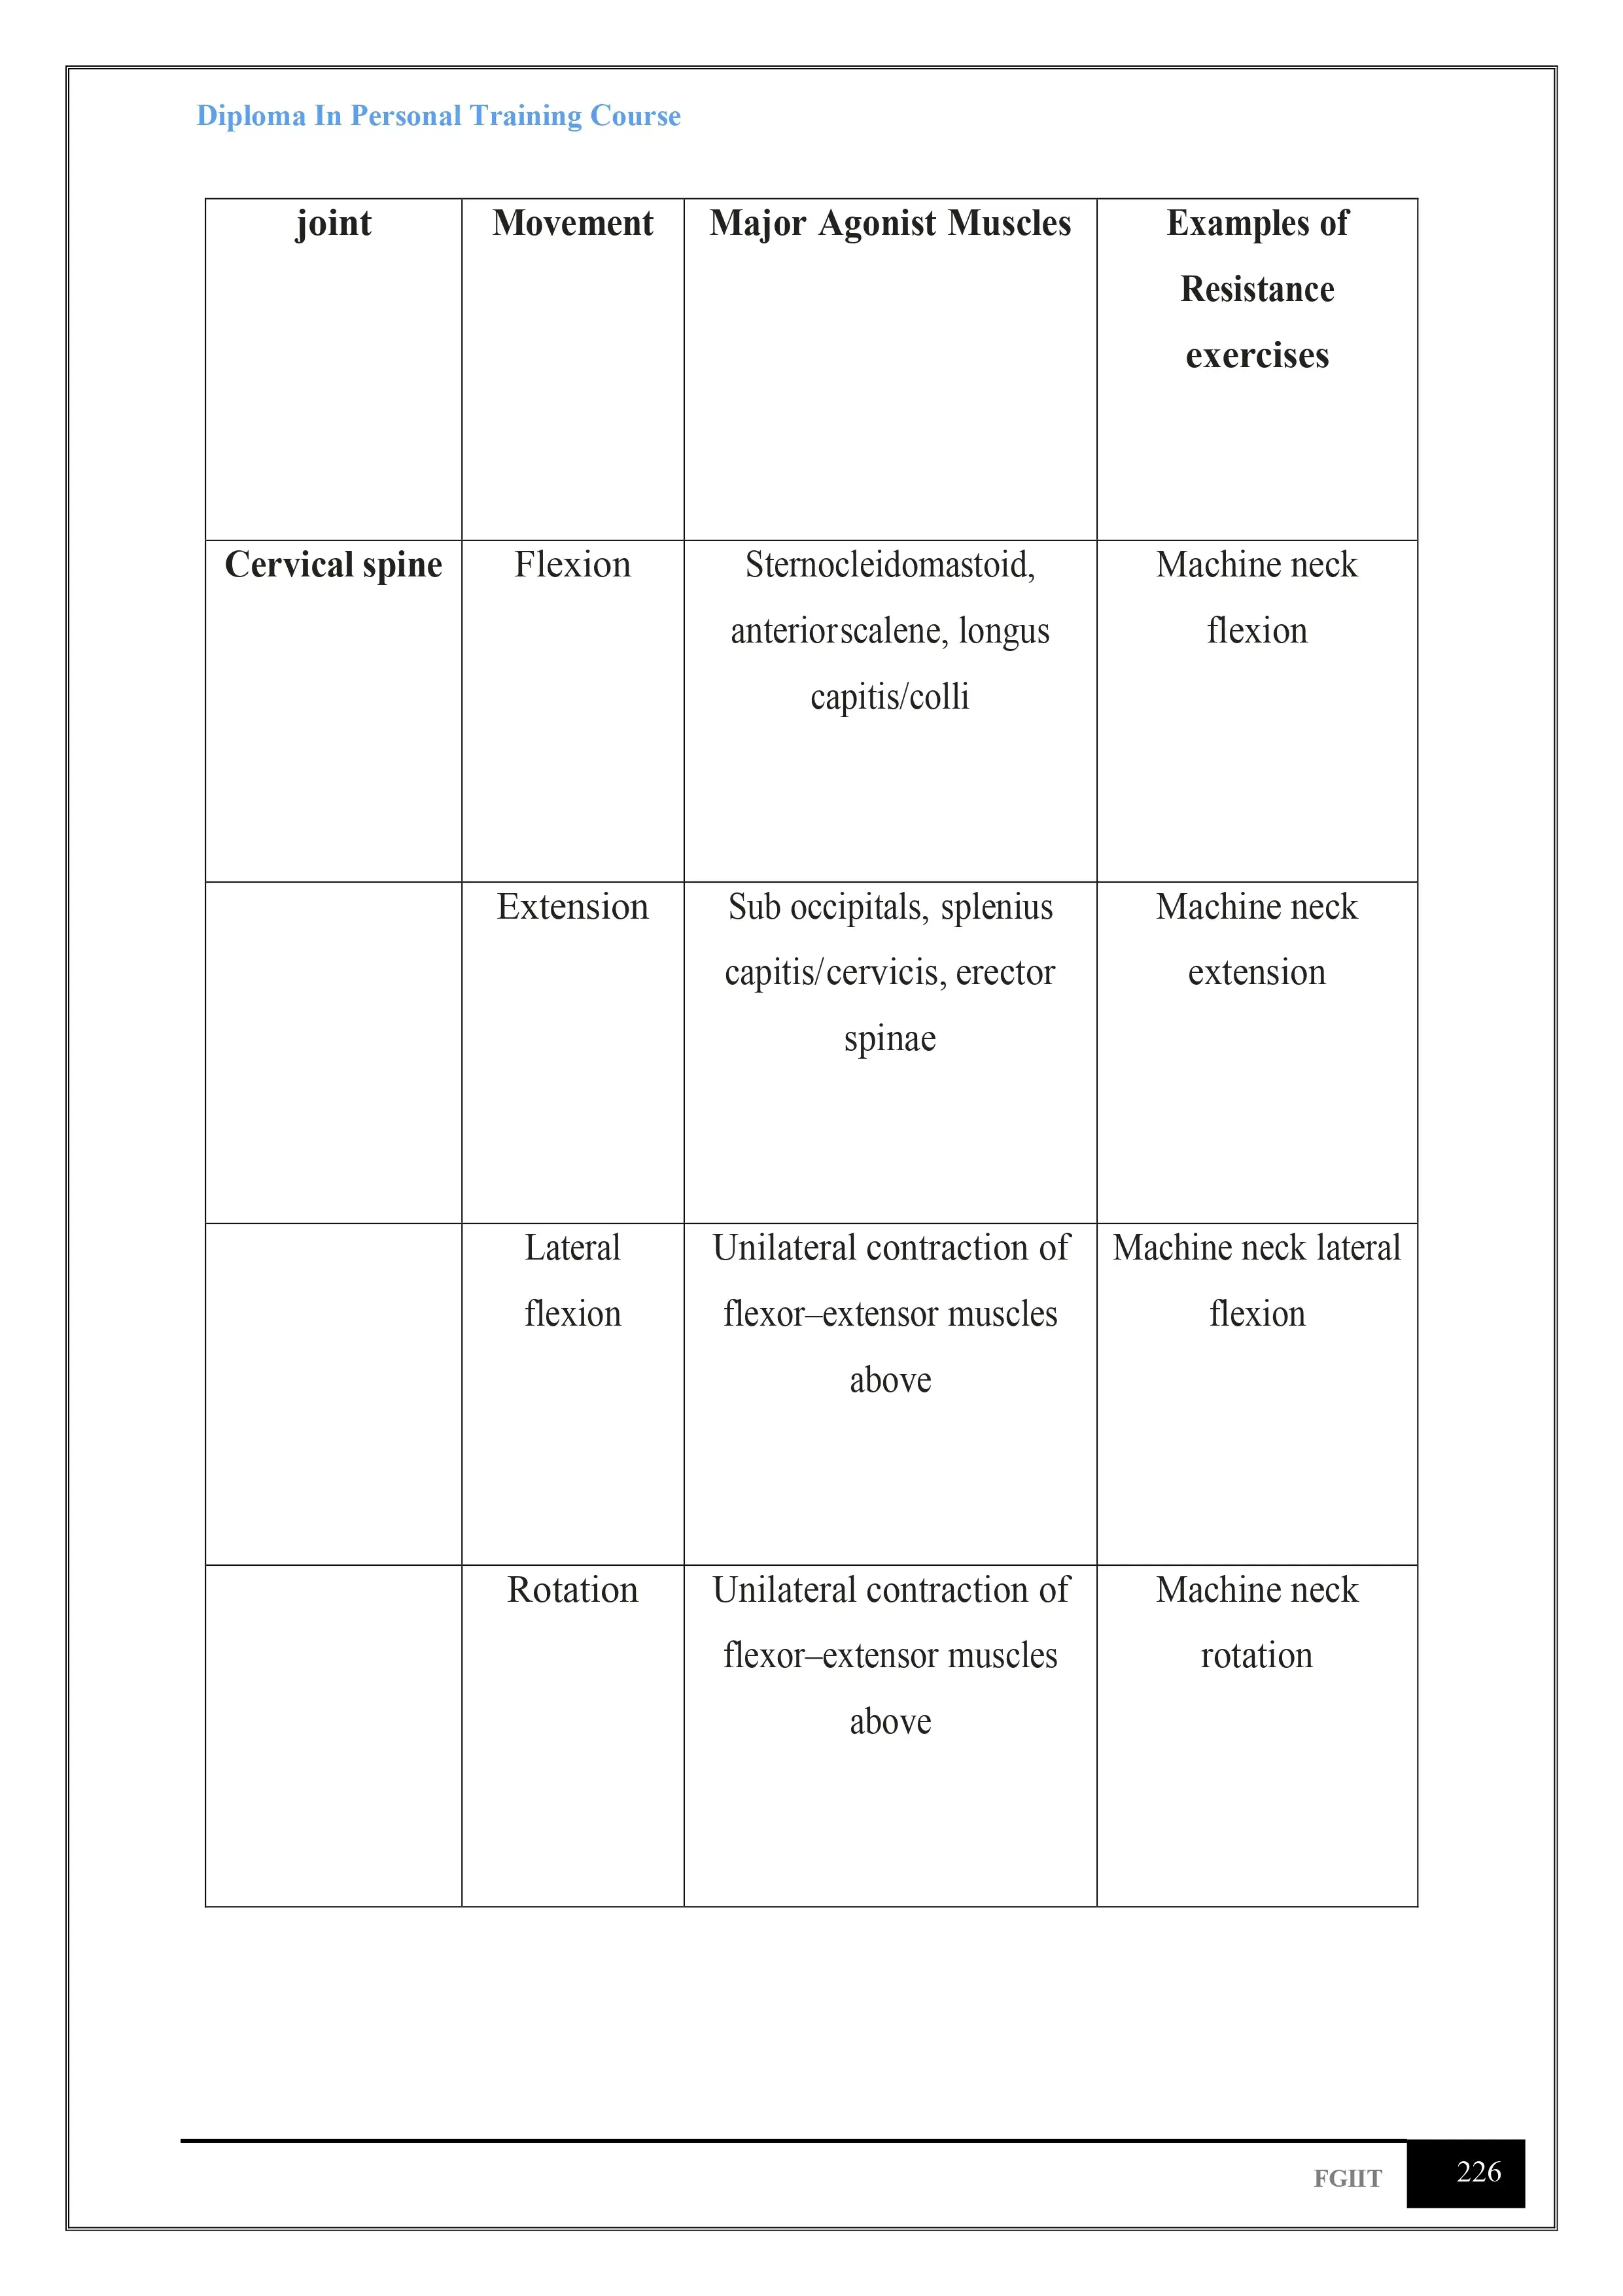 Diploma In Personal Training Course
joint Movement Major Agonist Muscles Examples of
Resistance
exercises
Cervical spine Flexion Sternocleidomastoid, Machine neck
anteriorscalene, longus flexion
capitis/colli
Extension Sub occipitals, splenius Machine neck
capitis/cervicis, erector extension
spinae
Lateral Unilateral contraction of Machine neck lateral
flexion flexor–extensor muscles flexion
above
Rotation Unilateral contraction of Machine neck
flexor–extensor muscles rotation
above
FGIIT 226